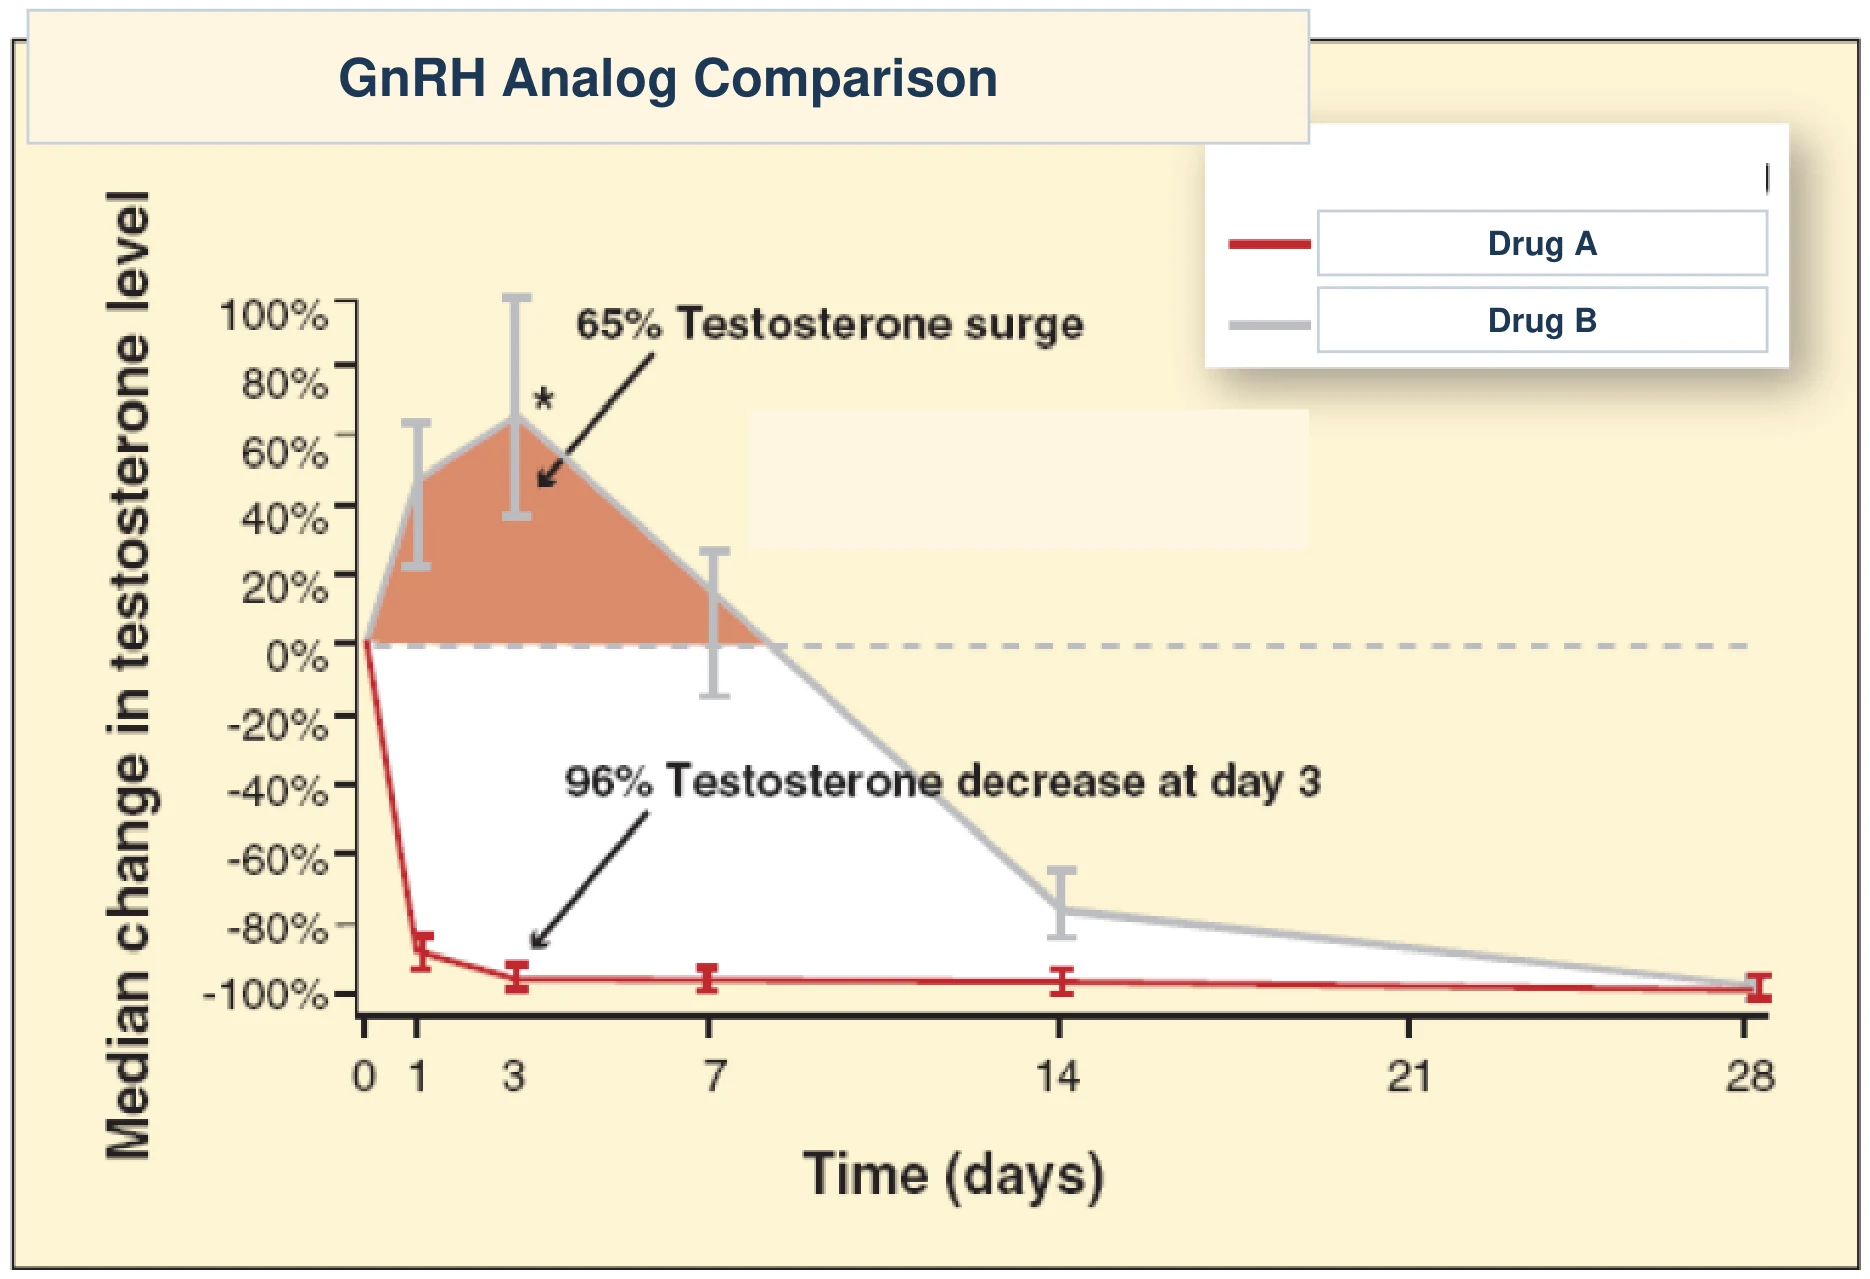 GnRH Analog Comparison
Drug A
Drug B
Median change in testosterone level
100%
80%
60%
40%
20%
0%
-20%
-40%
-60%
-80%
-100%
65% Testosterone surge
*
96% Testosterone decrease at day 3
0 1 3 7 14 21 28
Time (days)